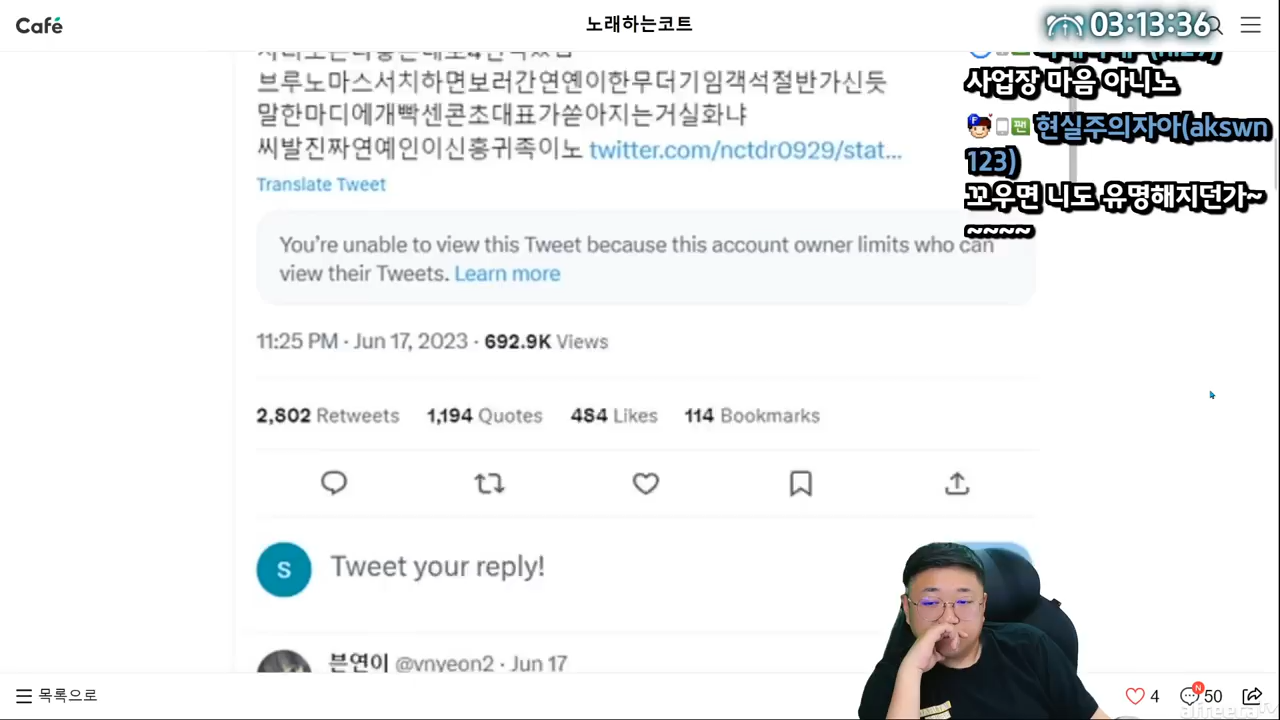 Café
노래하는코트
03:13:36
브루노마스서치하면보러간연옌이한무더기임객석절반가신듯
말한마디에개빡센콘초대표가쏟아지는거실화냐
씨발진짜연예인이신흥귀족이노 twitter.com/nctdr0929/stat...
Translate Tweet
You're unable to view this Tweet because this account owner limits who can
view their Tweets. Learn more
11:25 PM · Jun 17, 2023 · 692.9K Views
2,802 Retweets 1,194 Quotes 484 Likes 114 Bookmarks
S
Tweet your reply!
븐연이 @vnyeon2 · Jun 17
사업장 마음 아니노
F 팬 현실주의자아(akswn
123)
꼬우면 니도 유명해지던가~
~~~~
목록으로
4
N
50
afreecaTV